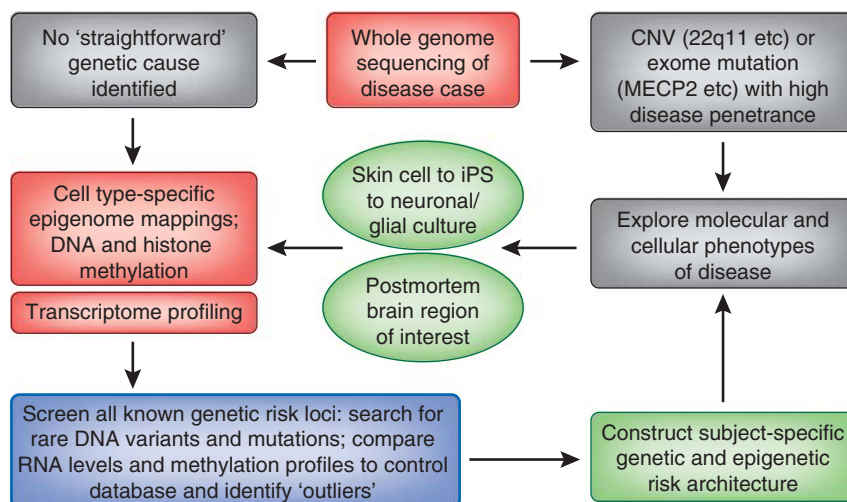 No ‘straightforward’
genetic cause
identified
Whole genome
sequencing of
disease case
CNV (22q11 etc) or
exome mutation
(MECP2 etc) with high
disease penetrance
Cell type-specific
epigenome mappings;
DNA and histone
methylation
Transcriptome profiling
Skin cell to iPS
to neuronal/
glial culture
Postmortem
brain region
of interest
Explore molecular and
cellular phenotypes
of disease
Screen all known genetic risk loci: search for
rare DNA variants and mutations; compare
RNA levels and methylation profiles to control
database and identify ‘outliers’
Construct subject-specific
genetic and epigenetic
risk architecture